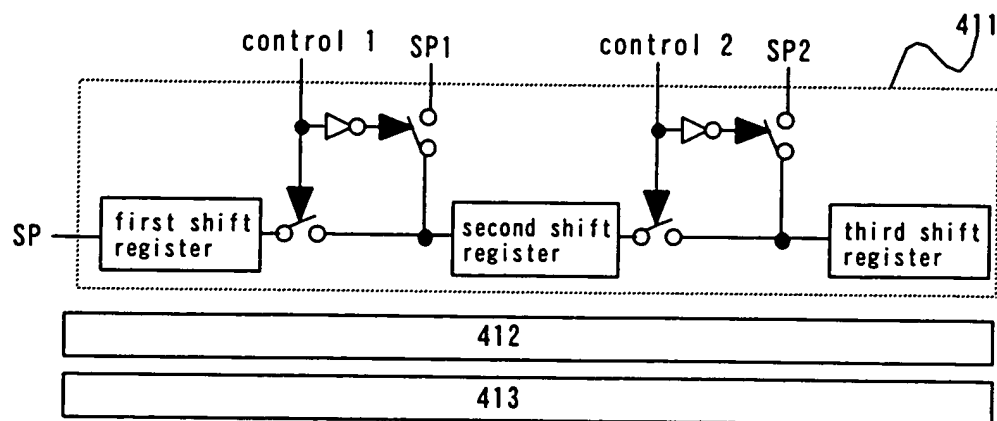 411
control 1 SP1 control 2 SP2
SP
first shift register
second shift register
third shift register
412
413